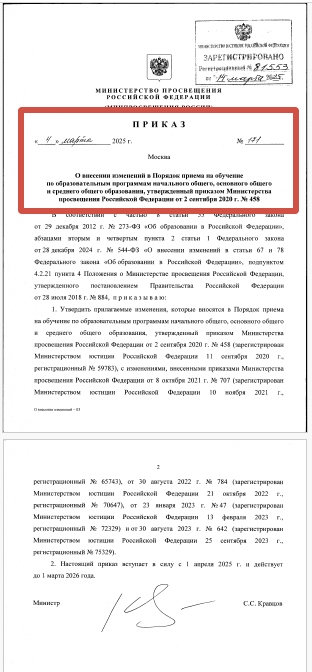 МИНИСТЕРСТВО ЮСТИЦИИ РОССИЙСКОЙ ФЕДЕРАЦИИ
ЗАРЕГИСТРИРОВАНО
Регистрационный № 81553
от "14" марта 2025
МИНИСТЕРСТВО ПРОСВЕЩЕНИЯ
РОССИЙСКОЙ ФЕДЕРАЦИИ
(МИНПРОСВЕЩЕНИЯ РОССИИ)
ПРИКАЗ
« 4 » марта 2025 г. № 171
Москва
О внесении изменений в Порядок приема на обучение
по образовательным программам начального общего, основного общего
и среднего общего образования, утвержденный приказом Министерства
просвещения Российской Федерации от 2 сентября 2020 г. № 458
В соответствии с частью 8 статьи 55 Федерального закона
от 29 декабря 2012 г. № 273-ФЗ «Об образовании в Российской Федерации»,
абзацами вторым и четвертым пункта 2 статьи 1 Федерального закона
от 28 декабря 2024 г. № 544-ФЗ «О внесении изменений в статьи 67 и 78
Федерального закона «Об образовании в Российской Федерации», подпунктом
4.2.21 пункта 4 Положения о Министерстве просвещения Российской Федерации,
утвержденного постановлением Правительства Российской Федерации
от 28 июля 2018 г. № 884, приказываю:
1. Утвердить прилагаемые изменения, которые вносятся в Порядок приема
на обучение по образовательным программам начального общего, основного общего
и среднего общего образования, утвержденный приказом Министерства
просвещения Российской Федерации от 2 сентября 2020 г. № 458 (зарегистрирован
Министерством юстиции Российской Федерации 11 сентября 2020 г.,
регистрационный № 59783), с изменениями, внесенными приказами Министерства
просвещения Российской Федерации от 8 октября 2021 г. № 707 (зарегистрирован
Министерством юстиции Российской Федерации 10 ноября 2021 г.,
О внесении изменений – 03
2
регистрационный № 65743), от 30 августа 2022 г. № 784 (зарегистрирован
Министерством юстиции Российской Федерации 21 октября 2022 г.,
регистрационный № 70647), от 23 января 2023 г. № 47 (зарегистрирован
Министерством юстиции Российской Федерации 13 февраля 2023 г.,
регистрационный № 72329) и от 30 августа 2023 г. № 642 (зарегистрирован
Министерством юстиции Российской Федерации 25 сентября 2023 г.,
регистрационный № 75329).
2. Настоящий приказ вступает в силу с 1 апреля 2025 г. и действует
до 1 марта 2026 года.
Министр С.С. Кравцов